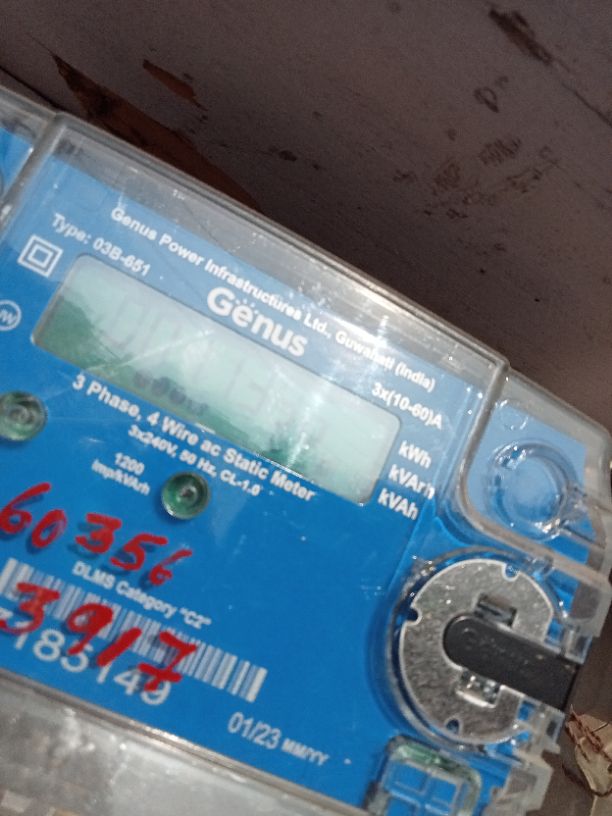 Genus Power Infrastructures Ltd., Guwahati (India)
Type: 03B-651
Genus
3x(10-60)A
kWh
kVArh
kVAh
3 Phase, 4 Wire ac Static Meter
3x240V, 50 Hz, CL-1.0
1200
Imp/kVArh
60356
DLMS Category "C2"
3917
185149
01/23 MM/YY